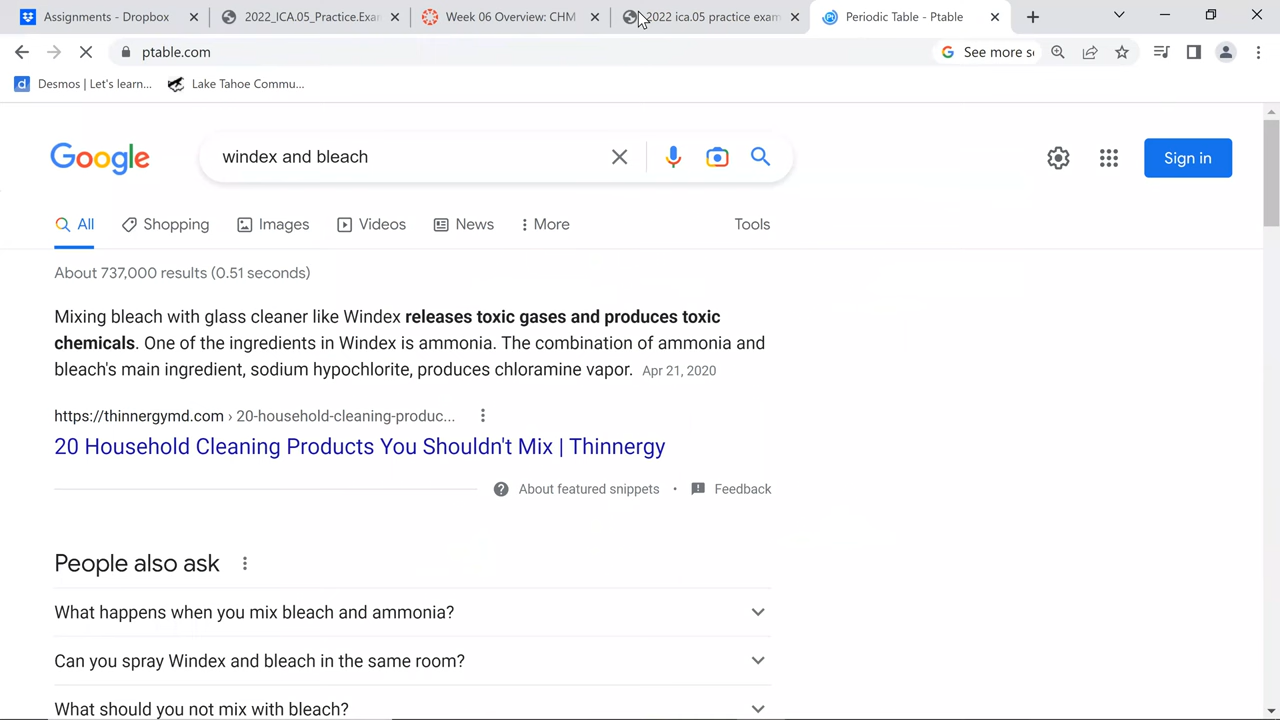 Assignments - Dropbox
2022_ICA.05_Practice.Exam
Week 06 Overview: CHM
2022 ica.05 practice exam
Periodic Table - Ptable
ptable.com
See more s
Desmos | Let's learn...
Lake Tahoe Commu...
Google
windex and bleach
Sign in
All
Shopping
Images
Videos
News
More
Tools
About 737,000 results (0.51 seconds)
Mixing bleach with glass cleaner like Windex releases toxic gases and produces toxic
chemicals. One of the ingredients in Windex is ammonia. The combination of ammonia and
bleach's main ingredient, sodium hypochlorite, produces chloramine vapor. Apr 21, 2020
https://thinnergymd.com › 20-household-cleaning-produc...
20 Household Cleaning Products You Shouldn't Mix | Thinnergy
About featured snippets • Feedback
People also ask
What happens when you mix bleach and ammonia?
Can you spray Windex and bleach in the same room?
What should you not mix with bleach?